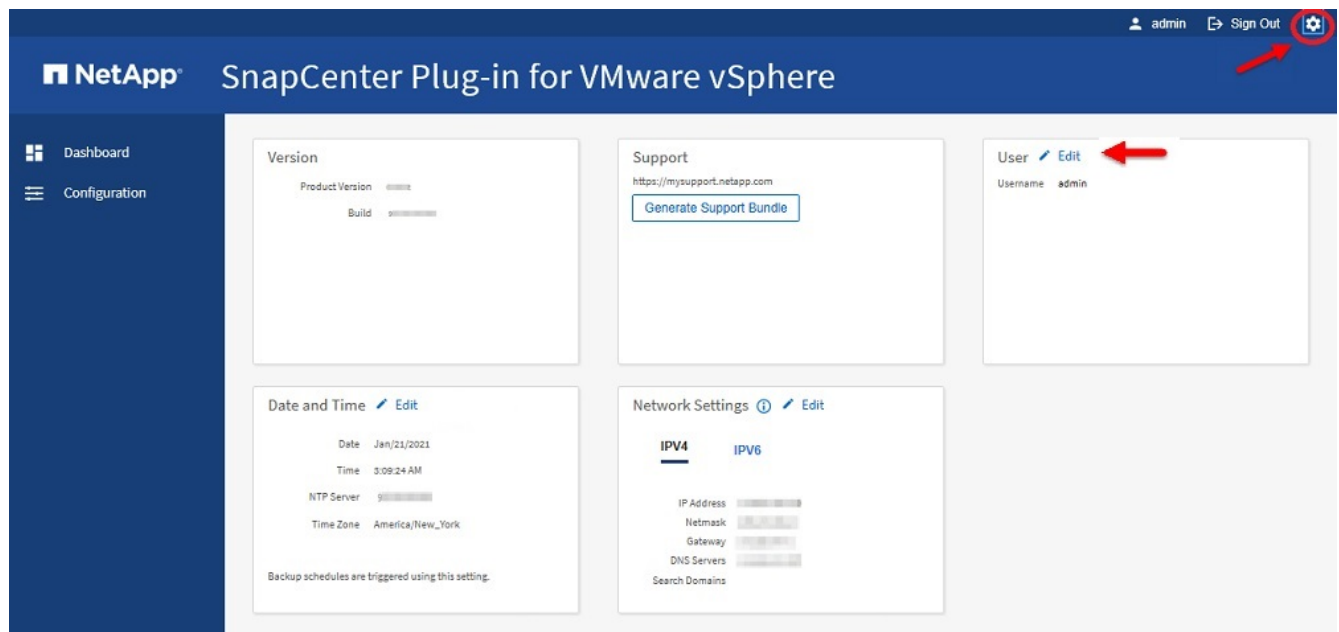 admin Sign Out
NetApp® SnapCenter Plug-in for VMware vSphere
Dashboard
Configuration
Version
Product Version
Build
Support
https://mysupport.netapp.com
Generate Support Bundle
User Edit
Username admin
Date and Time Edit
Date Jan/21/2021
Time 3:09:24 AM
NTP Server
Time Zone America/New_York
Backup schedules are triggered using this setting.
Network Settings Edit
IPV4 IPV6
IP Address
Netmask
Gateway
DNS Servers
Search Domains